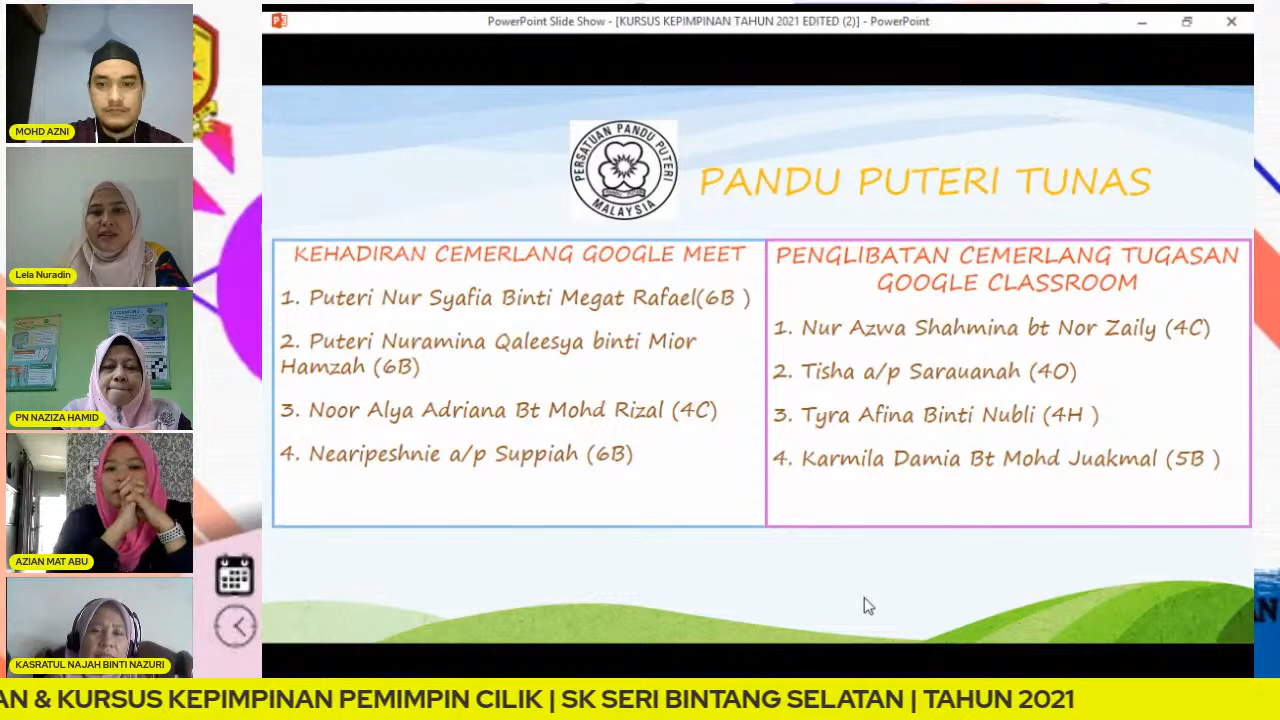 PowerPoint Slide Show - [KURSUS KEPIMPINAN TAHUN 2021 EDITED (2)] - PowerPoint
MOHD AZNI
Lela Nuradin
PN NAZIZA HAMID
AZIAN MAT ABU
KASRATUL NAJAH BINTI NAZURI
PERSATUAN PANDU PUTERI
MALAYSIA
PANDU PUTERI TUNAS
KEHADIRAN CEMERLANG GOOGLE MEET
1. Puteri Nur Syafia Binti Megat Rafael(6B )
2. Puteri Nuramina Qaleesya binti Mior
Hamzah (6B)
3. Noor Alya Adriana Bt Mohd Rizal (4C)
4. Nearipeshnie a/p Suppiah (6B)
PENGLIBATAN CEMERLANG TUGASAN
GOOGLE CLASSROOM
1. Nur Azwa Shahmina bt Nor Zaily (4C)
2. Tisha a/p Sarauanah (4O)
3. Tyra Afina Binti Nubli (4H )
4. Karmila Damia Bt Mohd Juakmal (5B )
AN & KURSUS KEPIMPINAN PEMIMPIN CILIK | SK SERI BINTANG SELATAN | TAHUN 2021